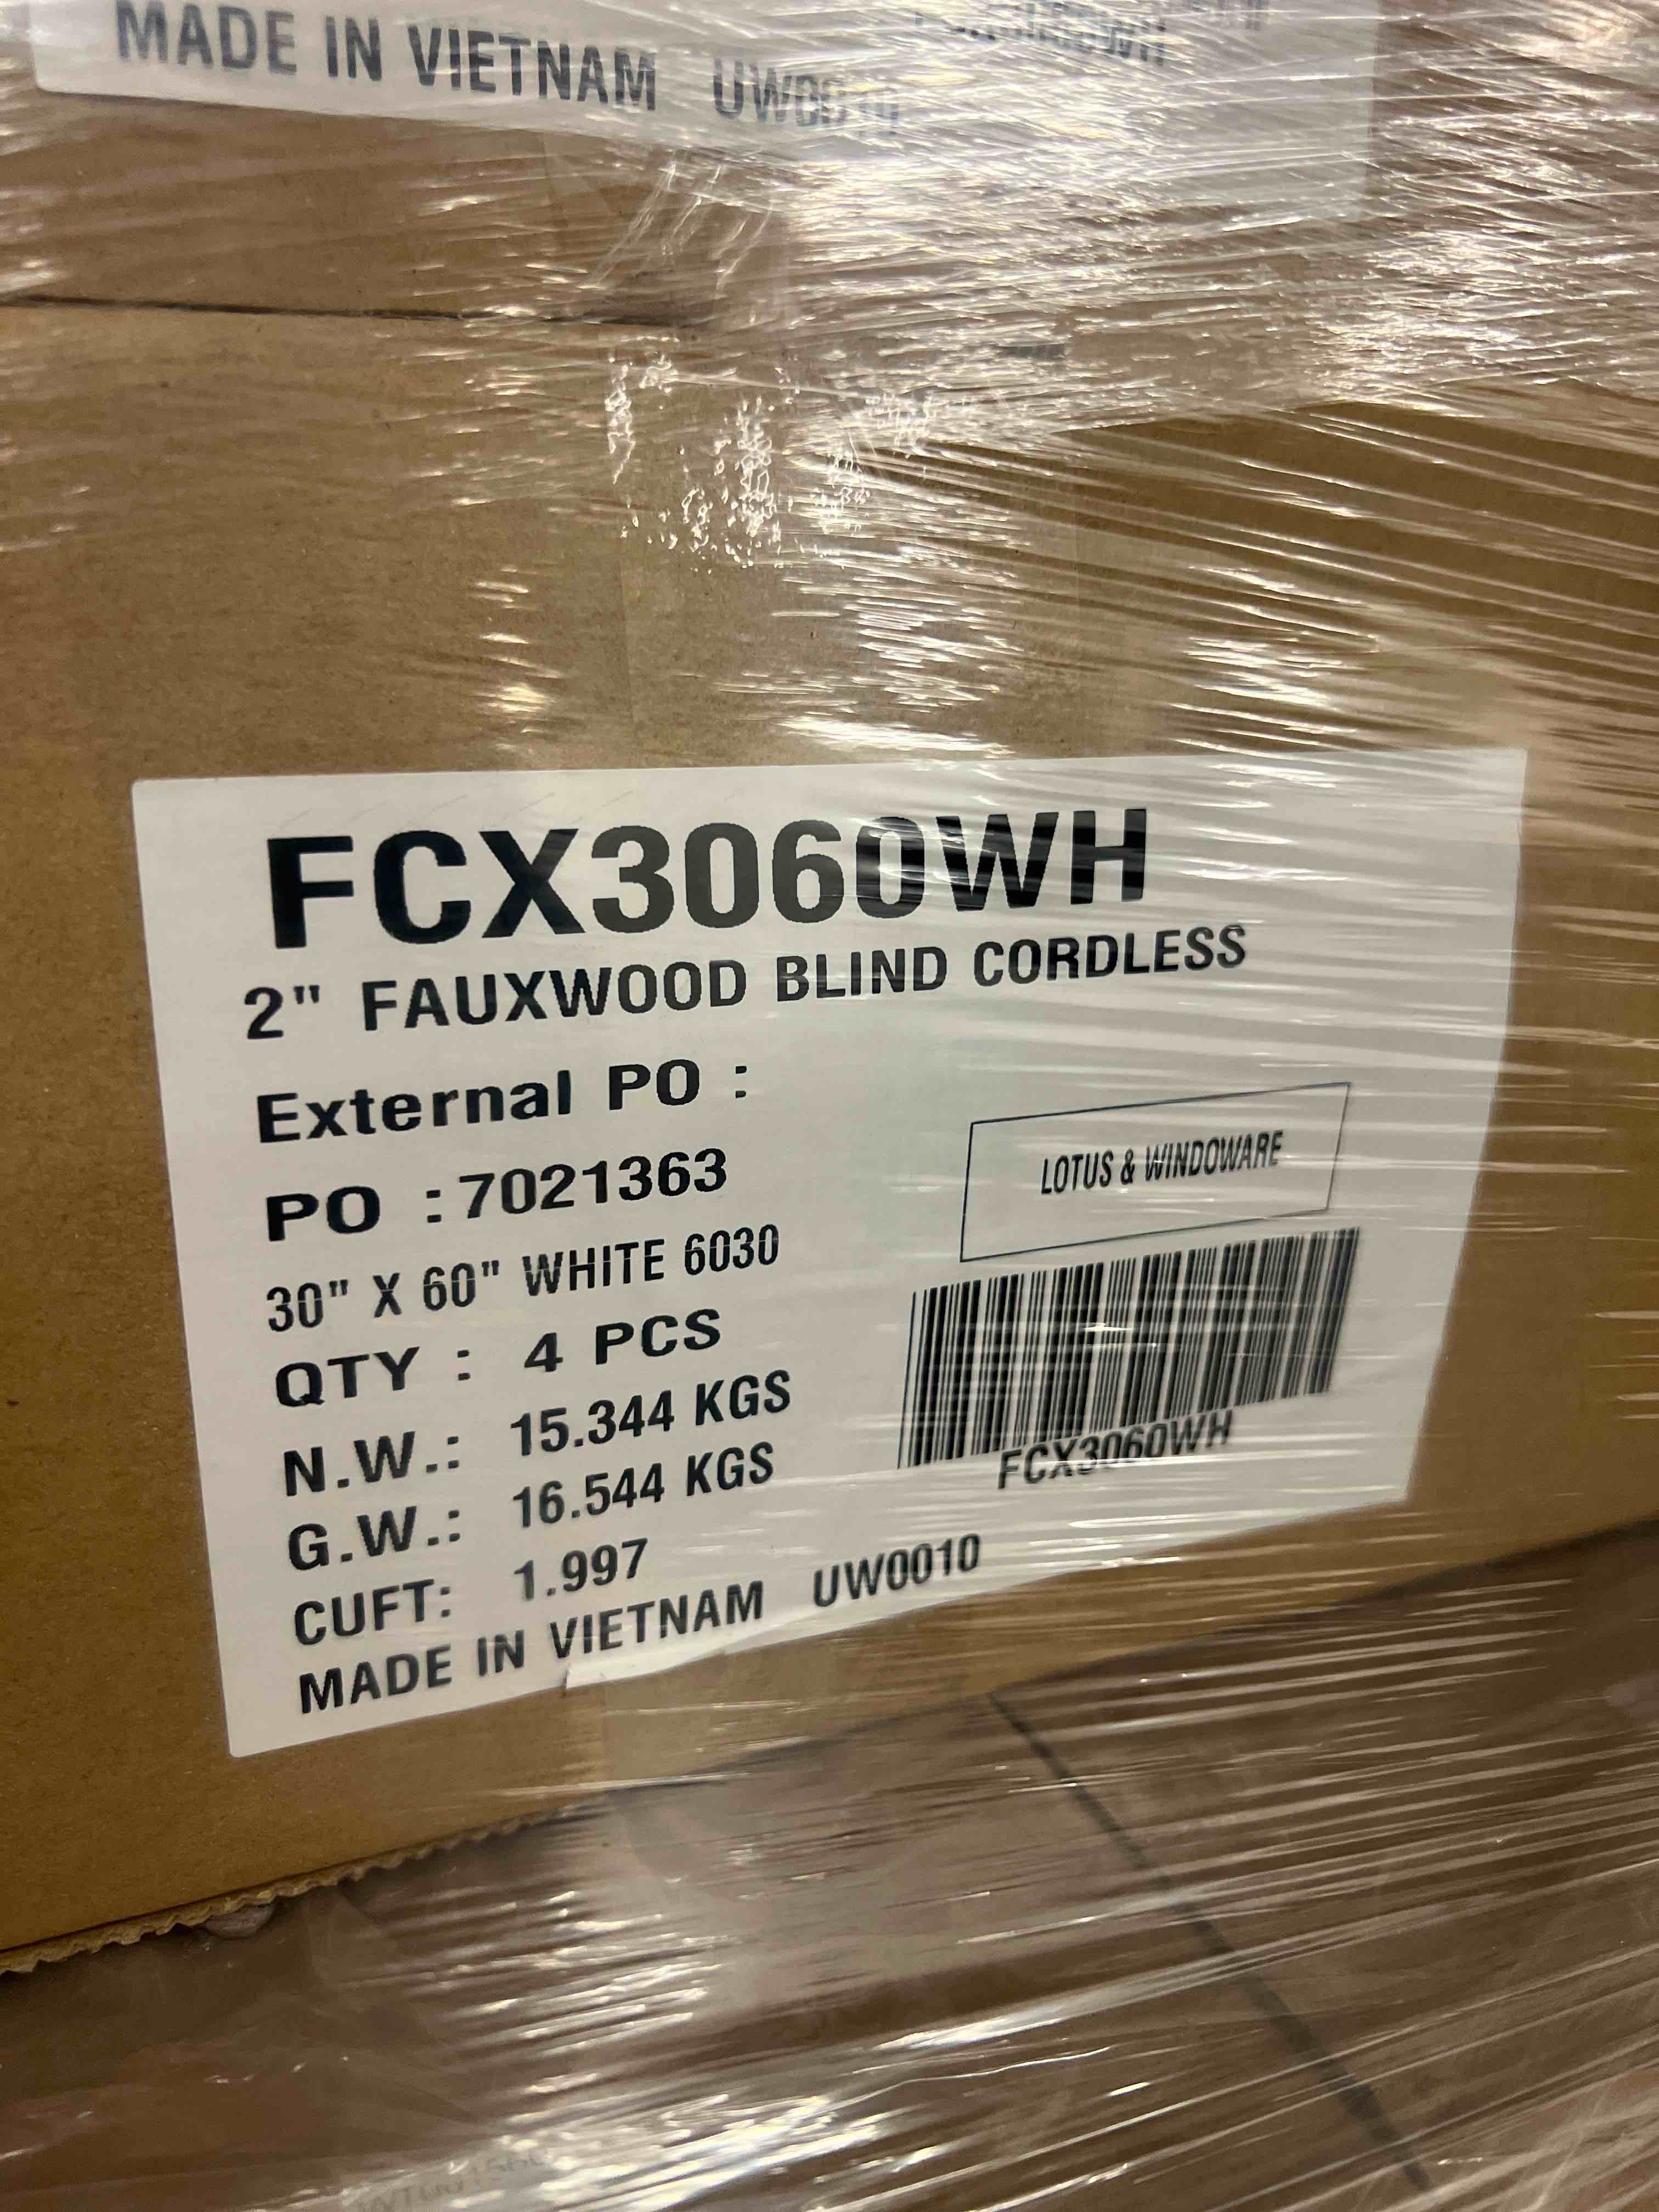 MADE IN VIETNAM UW0010
FCX3060WH
2" FAUXWOOD BLIND CORDLESS
External PO :
PO :7021363
LOTUS & WINDOWARE
30" X 60" WHITE 6030
QTY : 4 PCS
N.W.: 15.344 KGS
G.W.: 16.544 KGS
FCX3060WH
CUFT: 1.997
MADE IN VIETNAM UW0010